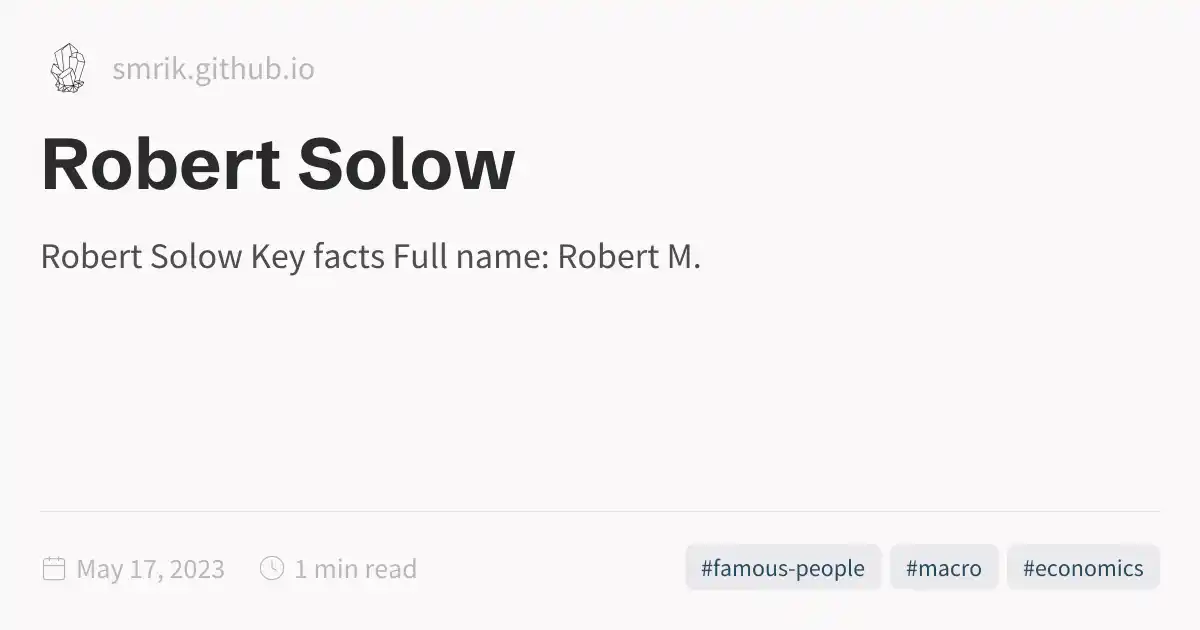 smrik.github.io
Robert Solow
Robert Solow Key facts Full name: Robert M.
May 17, 2023 1 min read #famous-people #macro #economics